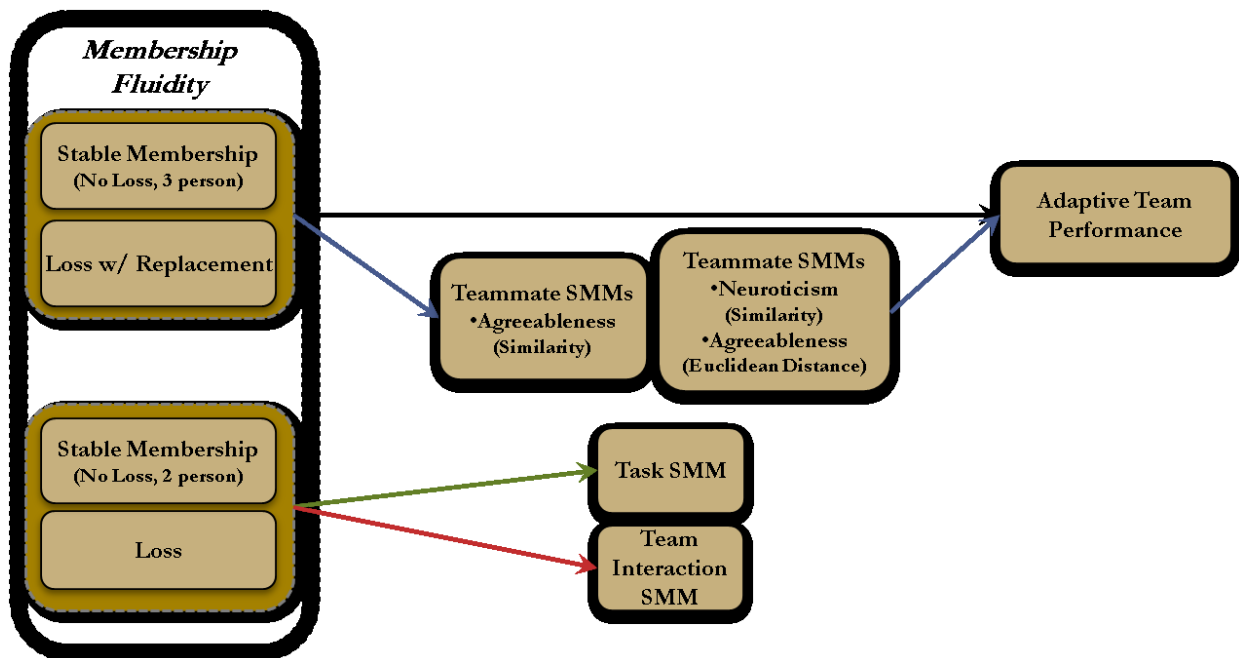 Membership
Fluidity
Stable Membership
(No Loss, 3 person)
Loss w/ Replacement
Stable Membership
(No Loss, 2 person)
Loss
Teammate SMMs
•Agreeableness
(Similarity)
Teammate SMMs
•Neuroticism
(Similarity)
•Agreeableness
(Euclidean Distance)
Task SMM
Team
Interaction
SMM
Adaptive Team
Performance